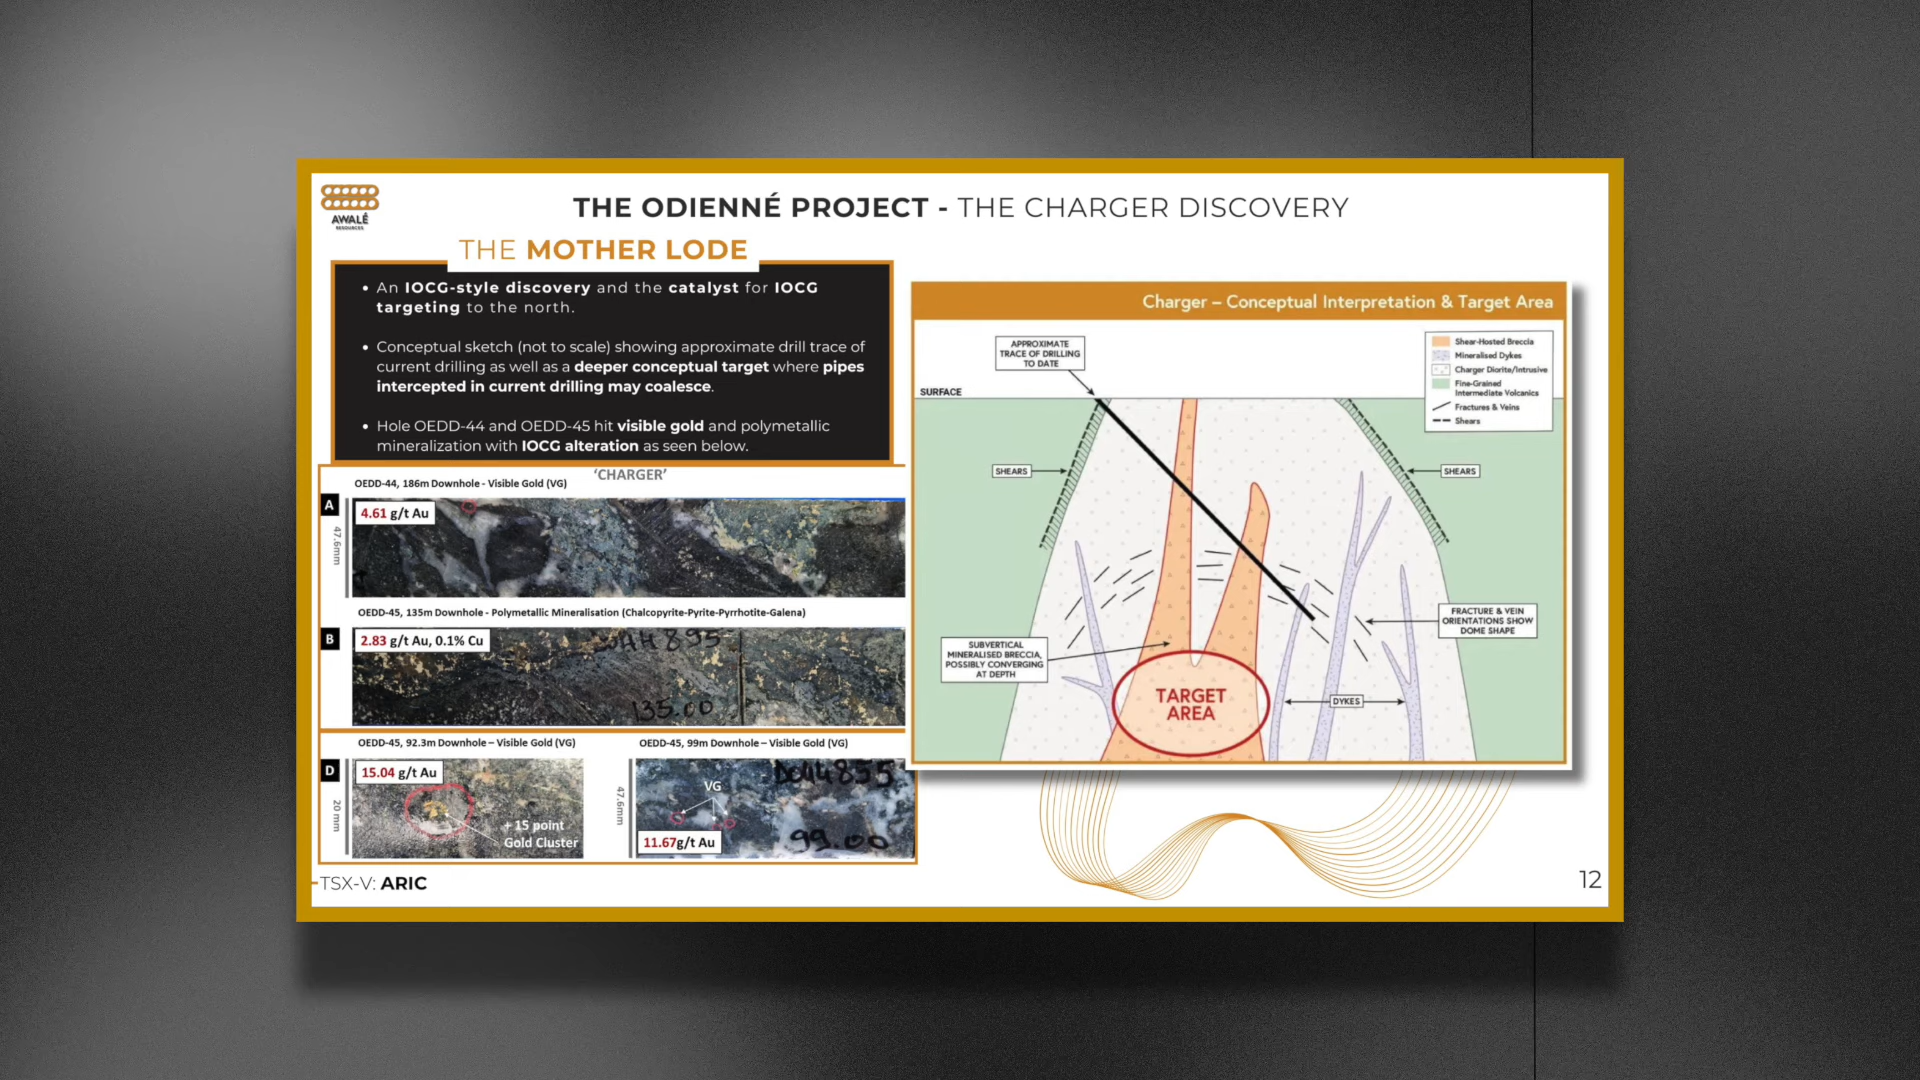 AWALÉ
RESOURCES
THE ODIENNÉ PROJECT - THE CHARGER DISCOVERY
THE MOTHER LODE
• An IOCG-style discovery and the catalyst for IOCG
targeting to the north.
• Conceptual sketch (not to scale) showing approximate drill trace of
current drilling as well as a deeper conceptual target where pipes
intercepted in current drilling may coalesce.
• Hole OEDD-44 and OEDD-45 hit visible gold and polymetallic
mineralization with IOCG alteration as seen below.
'CHARGER'
OEDD-44, 186m Downhole - Visible Gold (VG)
A
4.61 g/t Au
47.6mm
OEDD-45, 135m Downhole - Polymetallic Mineralisation (Chalcopyrite-Pyrite-Pyrrhotite-Galena)
B
2.83 g/t Au, 0.1% Cu
135.00
OEDD-45, 92.3m Downhole – Visible Gold (VG)
D
15.04 g/t Au
20 mm
+ 15 point
Gold Cluster
OEDD-45, 99m Downhole – Visible Gold (VG)
47.6mm
VG
11.67g/t Au
99.00
Charger – Conceptual Interpretation & Target Area
APPROXIMATE
TRACE OF DRILLING
TO DATE
Shear-Hosted Breccia
Mineralised Dykes
Charger Diorite/Intrusive
Fine-Grained
Intermediate Volcanics
Fractures & Veins
Shears
SURFACE
SHEARS
SHEARS
FRACTURE & VEIN
ORIENTATIONS SHOW
DOME SHAPE
SUBVERTICAL
MINERALISED BRECCIA,
POSSIBLY CONVERGING
AT DEPTH
TARGET
AREA
DYKES
TSX-V: ARIC
12